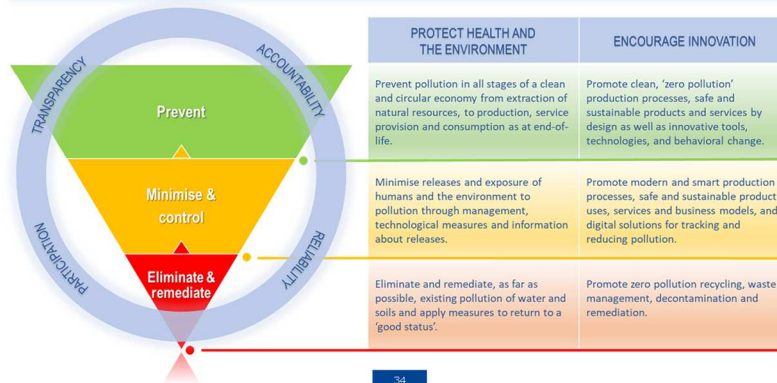 PROTECT HEALTH AND
THE ENVIRONMENT
ENCOURAGE INNOVATION
TRANSPARENCY
ACCOUNTABILITY
PARTICIPATION
RELIABILITY
Prevent
Prevent pollution in all stages of a clean
and circular economy from extraction of
natural resources, to production, service
provision and consumption as at end-of-
life.
Promote clean, ‘zero pollution’
production processes, safe and
sustainable products and services by
design as well as innovative tools,
technologies, and behavioral change.
Minimise &
control
Minimise releases and exposure of
humans and the environment to
pollution through management,
technological measures and information
about releases.
Promote modern and smart production
processes, safe and sustainable product
uses, services and business models, and
digital solutions for tracking and
reducing pollution.
Eliminate &
remediate
Eliminate and remediate, as far as
possible, existing pollution of water and
soils and apply measures to return to a
‘good status’.
Promote zero pollution recycling, waste
management, decontamination and
remediation.
34